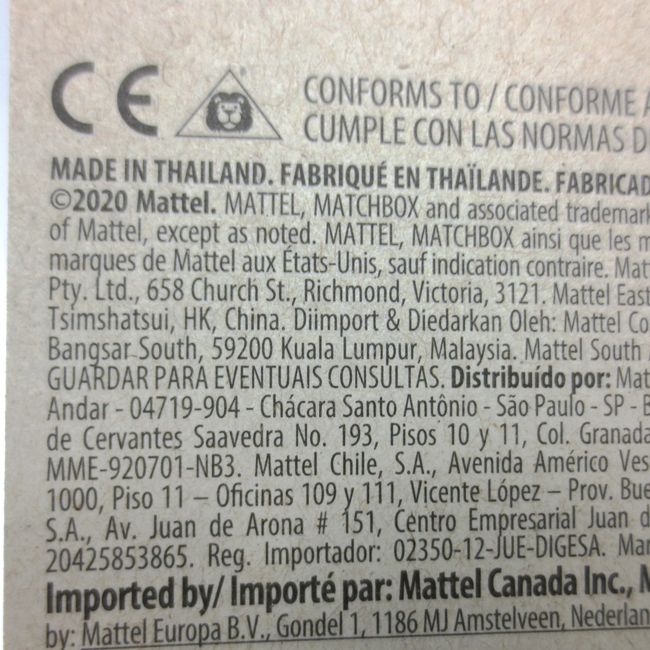 CE
CONFORMS TO / CONFORME
CUMPLE CON LAS NORMAS
MADE IN THAILAND. FABRIQUÉ EN THAÏLANDE. FABRICAD
©2020 Mattel. MATTEL, MATCHBOX and associated trademark
of Mattel, except as noted. MATTEL, MATCHBOX ainsi que les m
marques de Mattel aux États-Unis, sauf indication contraire. Mat
Pty. Ltd., 658 Church St., Richmond, Victoria, 3121. Mattel East
Tsimshatsui, HK, China. Diimport & Diedarkan Oleh: Mattel Co
Bangsar South, 59200 Kuala Lumpur, Malaysia. Mattel South
GUARDAR PARA EVENTUAIS CONSULTAS. Distribuído por: Mat
Andar - 04719-904 - Chácara Santo Antônio - São Paulo - SP - B
de Cervantes Saavedra No. 193, Pisos 10 y 11, Col. Granada
MME-920701-NB3. Mattel Chile, S.A., Avenida Américo Ves
1000, Piso 11 – Oficinas 109 y 111, Vicente López – Prov. Bue
S.A., Av. Juan de Arona # 151, Centro Empresarial Juan d
20425853865. Reg. Importador: 02350-12-JUE-DIGESA. Man
Imported by/ Importé par: Mattel Canada Inc., M
by: Mattel Europa B.V., Gondel 1, 1186 MJ Amstelveen, Nederlan